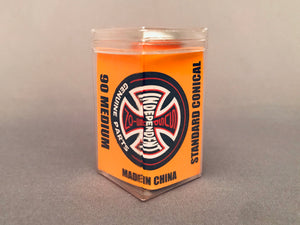 GENUINE PARTS
INDEPENDENT
90 MEDIUM
STANDARD CONICAL
MADE IN CHINA